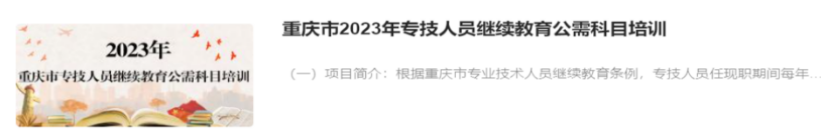 2023年
重庆市专技人员继续教育公需科目培训
重庆市2023年专技人员继续教育公需科目培训
（一）项目简介：根据重庆市专业技术人员继续教育条例，专技人员任现职期间每年...